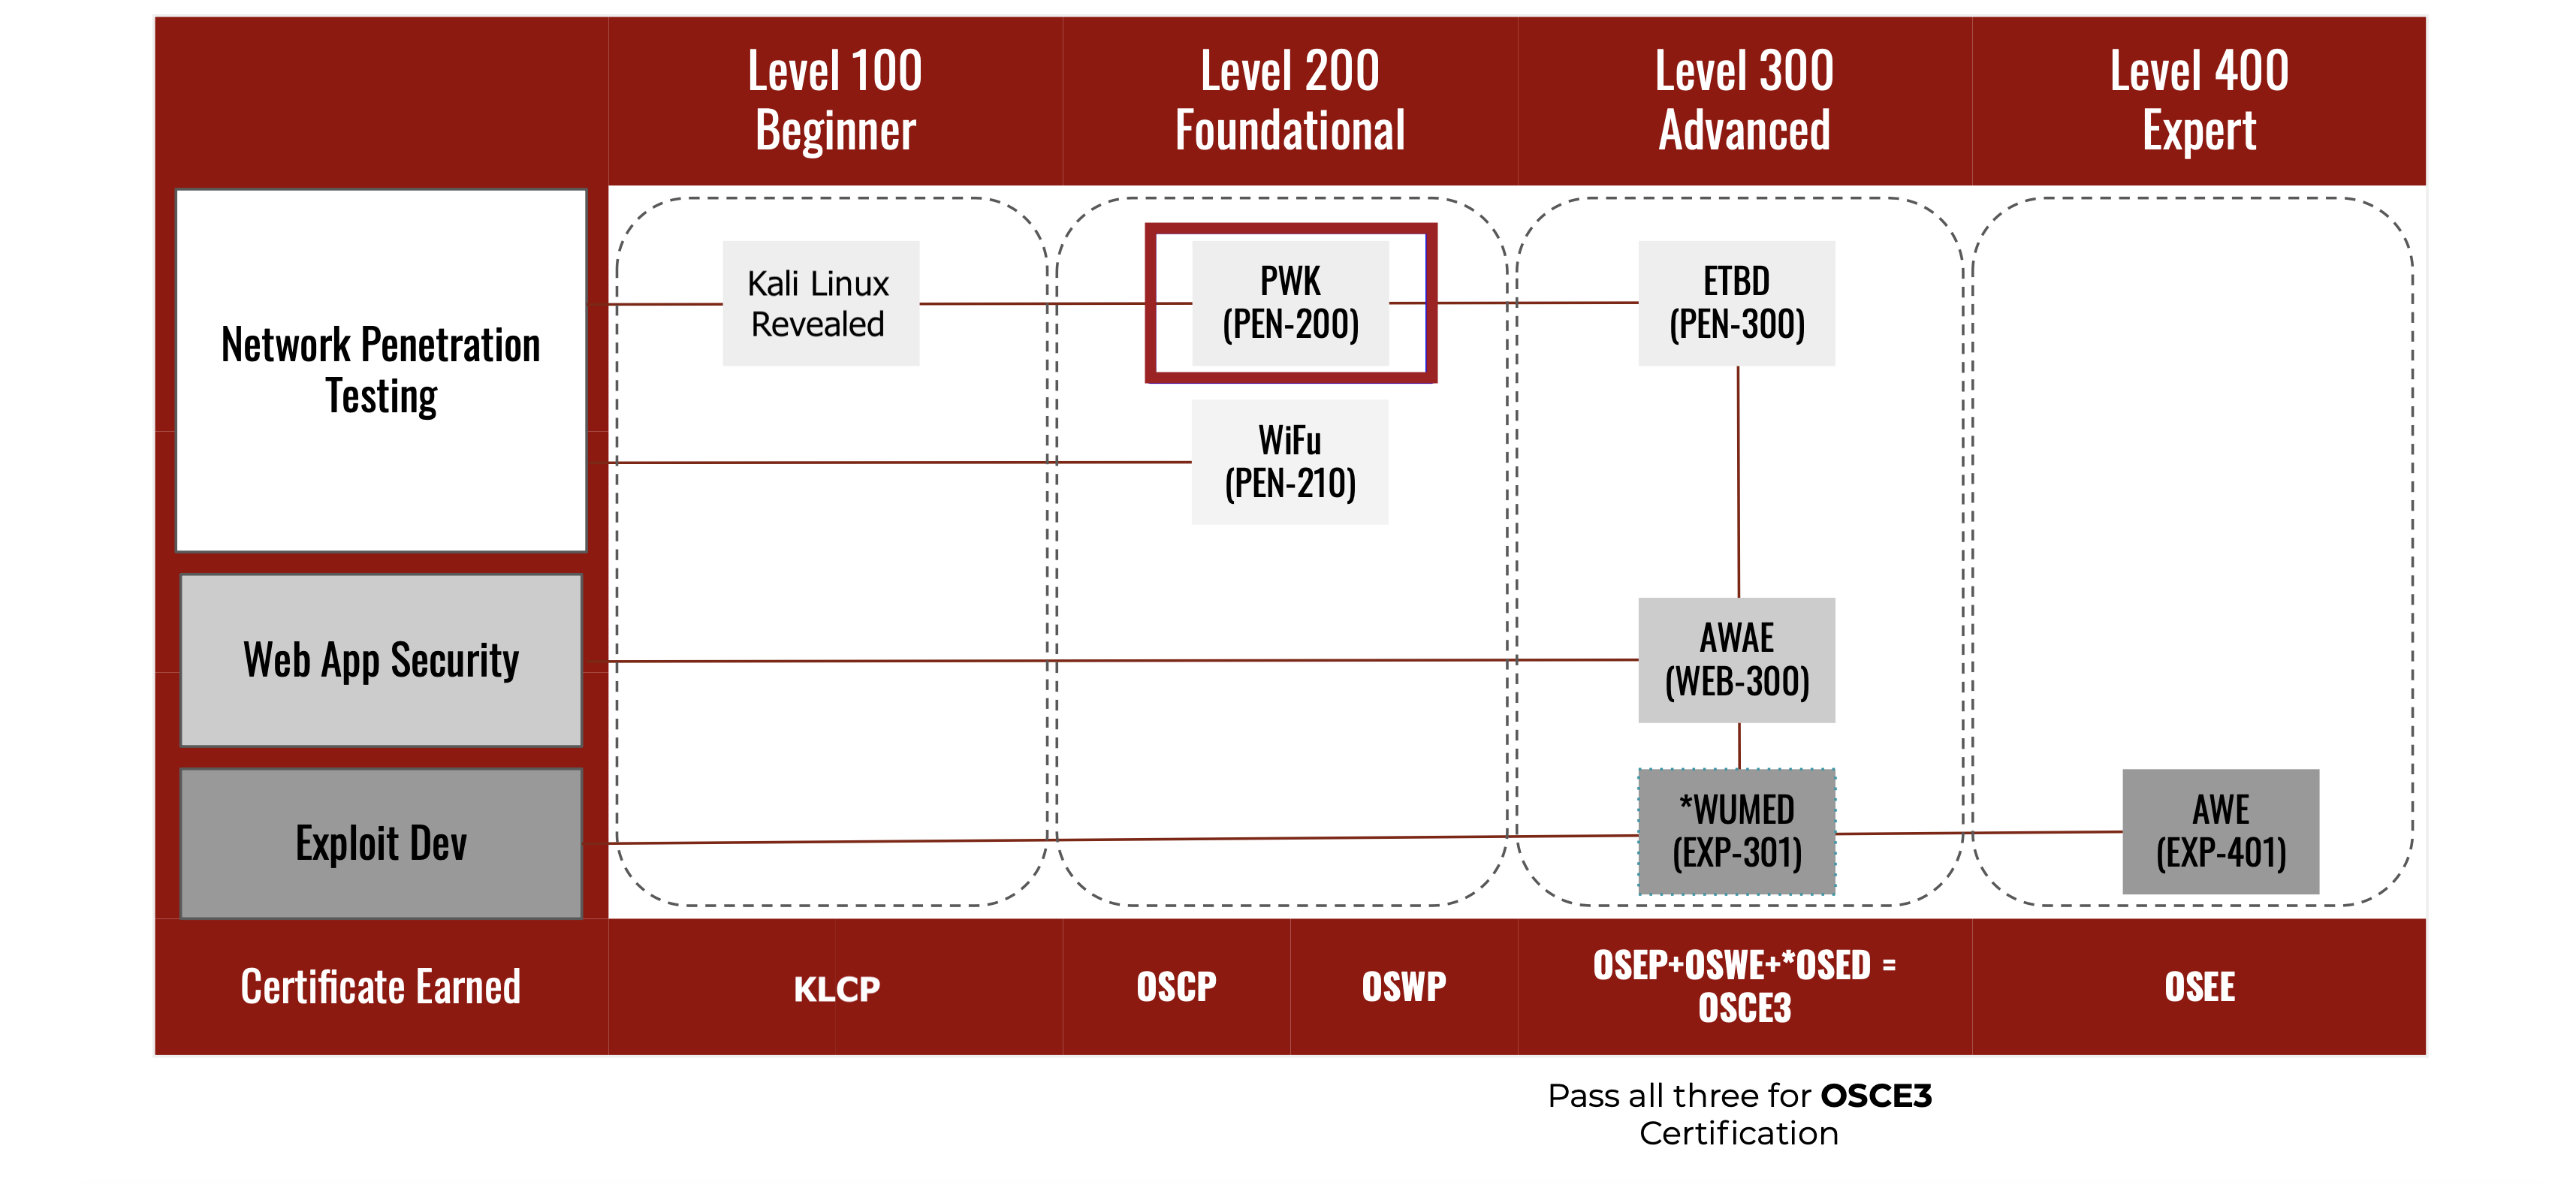 Level 100
Beginner
Level 200
Foundational
Level 300
Advanced
Level 400
Expert
Network Penetration
Testing
Kali Linux
Revealed
PWK
(PEN-200)
ETBD
(PEN-300)
WiFu
(PEN-210)
Web App Security
AWAE
(WEB-300)
Exploit Dev
*WUMED
(EXP-301)
AWE
(EXP-401)
Certificate Earned
KLCP
OSCP
OSWP
OSEP+OSWE+*OSED =
OSCE3
OSEE
Pass all three for OSCE3
Certification